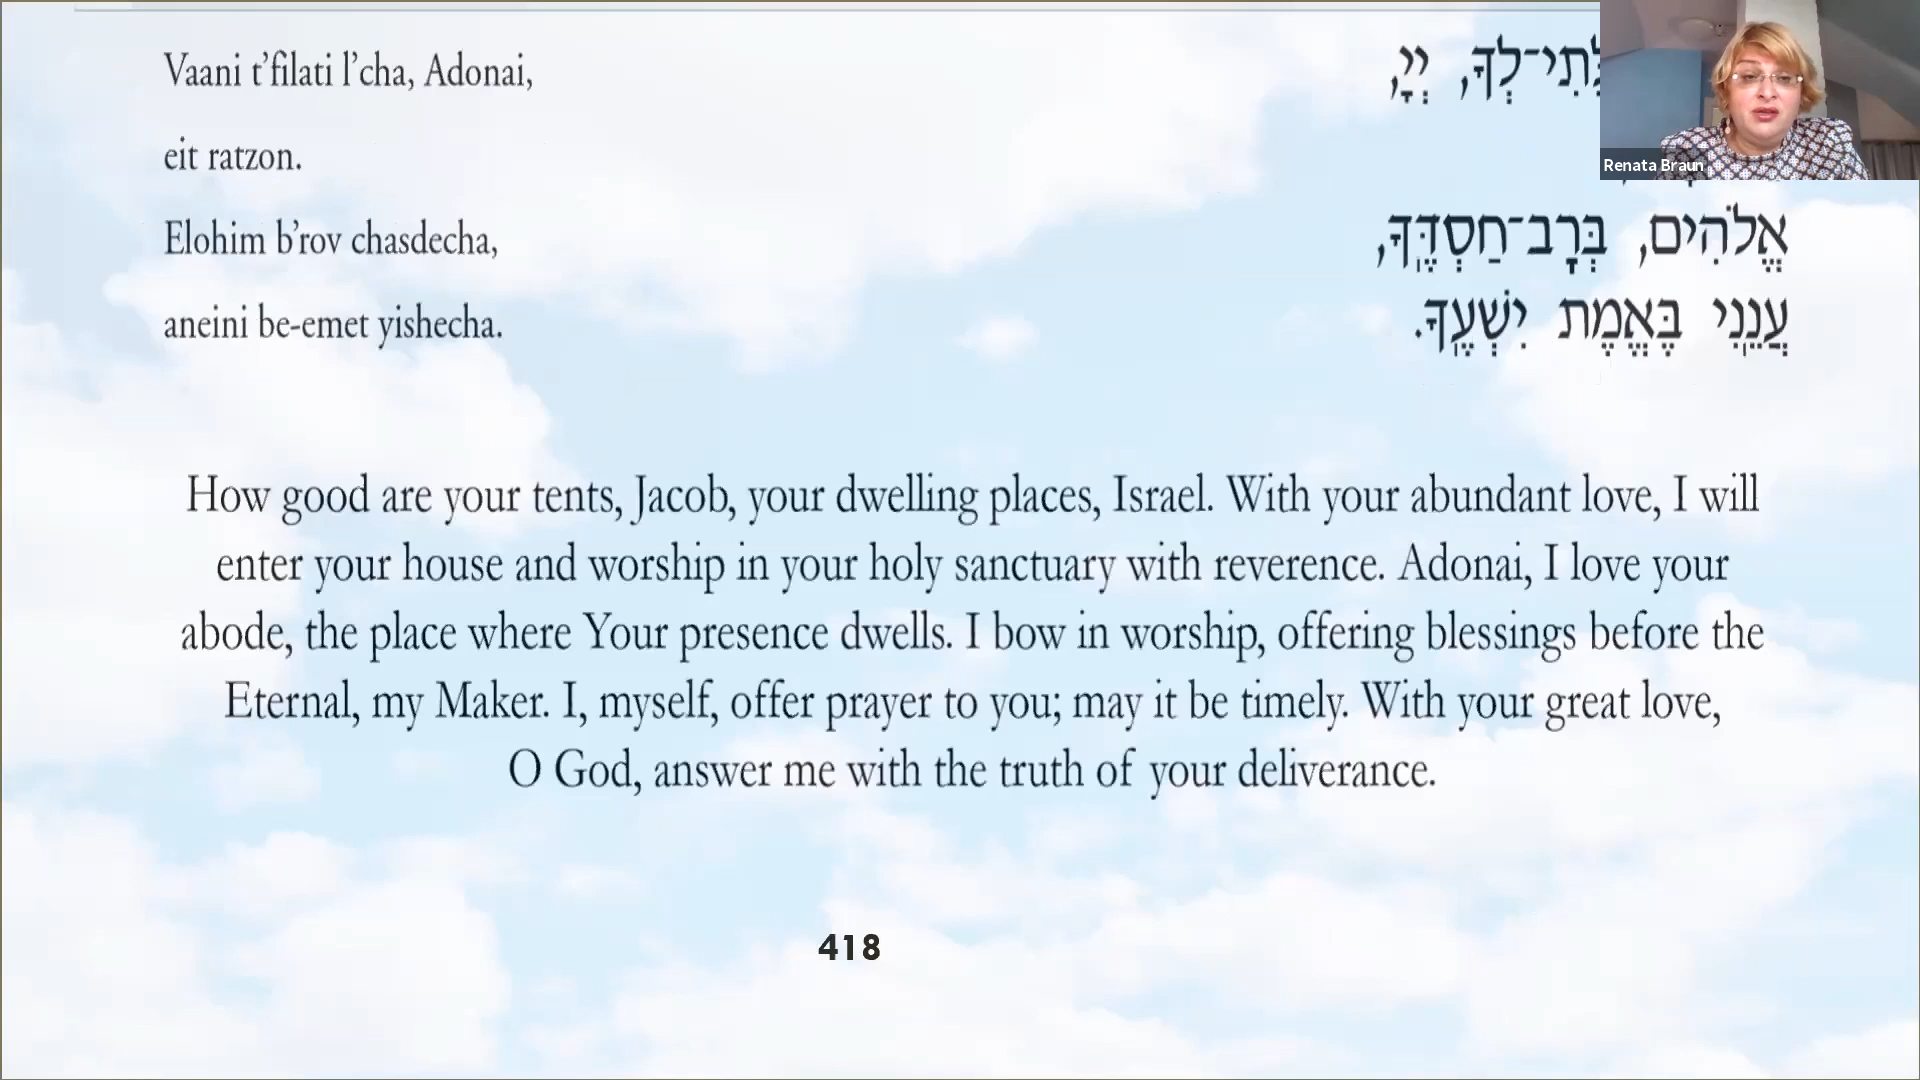 Vaani t’filati l’cha, Adonai,
eit ratzon.
Elohim b’rov chasdecha,
aneini be-emet yishecha.
לְךָ, יְיָ,
אֱלֹהִים, בְּרָב־חַסְדֶּֽךָ,
עֲנֵֽנִי בֶּאֱמֶת יִשְׁעֶֽךָ.
Renata Braun
How good are your tents, Jacob, your dwelling places, Israel. With your abundant love, I will
enter your house and worship in your holy sanctuary with reverence. Adonai, I love your
abode, the place where Your presence dwells. I bow in worship, offering blessings before the
Eternal, my Maker. I, myself, offer prayer to you; may it be timely. With your great love,
O God, answer me with the truth of your deliverance.
418